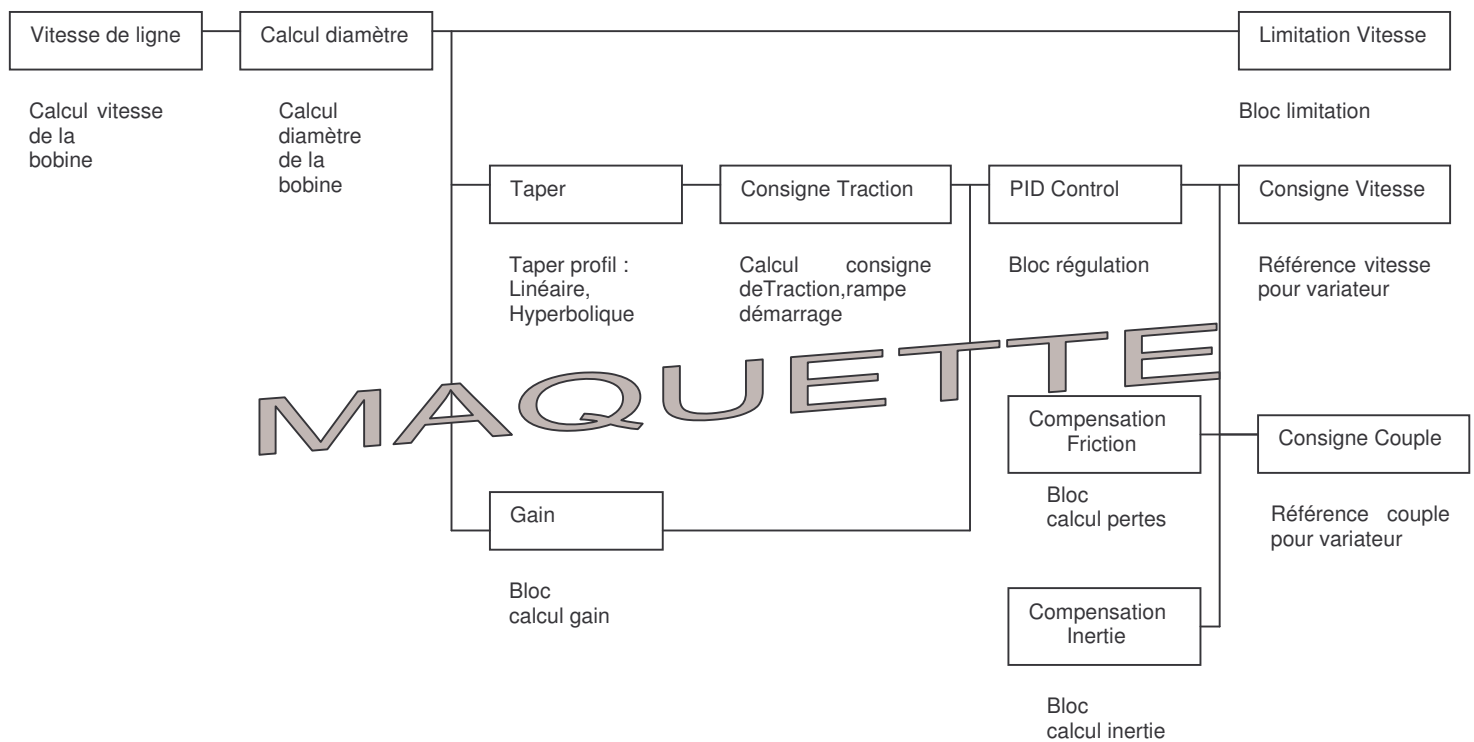 Vitesse de ligne
Calcul diamètre
Limitation Vitesse
Calcul vitesse
de la
bobine
Calcul
diamètre
de la
bobine
Bloc limitation
Taper
Consigne Traction
PID Control
Consigne Vitesse
Taper profil :
Linéaire,
Hyperbolique
Calcul consigne
deTraction,rampe
démarrage
Bloc régulation
Référence vitesse
pour variateur
MAQUETTE
Compensation
Friction
Consigne Couple
Bloc
calcul pertes
Référence couple
pour variateur
Gain
Bloc
calcul gain
Compensation
Inertie
Bloc
calcul inertie